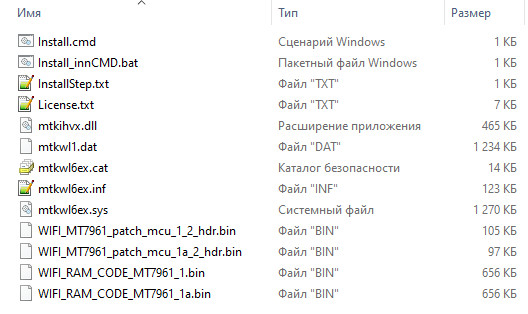 Имя Тип Размер
Install.cmd Сценарий Windows 1 КБ
Install_innCMD.bat Пакетный файл Windows 1 КБ
InstallStep.txt Файл "TXT" 1 КБ
License.txt Файл "TXT" 7 КБ
mtkihvx.dll Расширение приложения 465 КБ
mtkwl1.dat Файл "DAT" 1 234 КБ
mtkwl6ex.cat Каталог безопасности 14 КБ
mtkwl6ex.inf Файл "INF" 123 КБ
mtkwl6ex.sys Системный файл 1 270 КБ
WIFI_MT7961_patch_mcu_1_2_hdr.bin Файл "BIN" 105 КБ
WIFI_MT7961_patch_mcu_1a_2_hdr.bin Файл "BIN" 97 КБ
WIFI_RAM_CODE_MT7961_1.bin Файл "BIN" 656 КБ
WIFI_RAM_CODE_MT7961_1a.bin Файл "BIN" 656 КБ